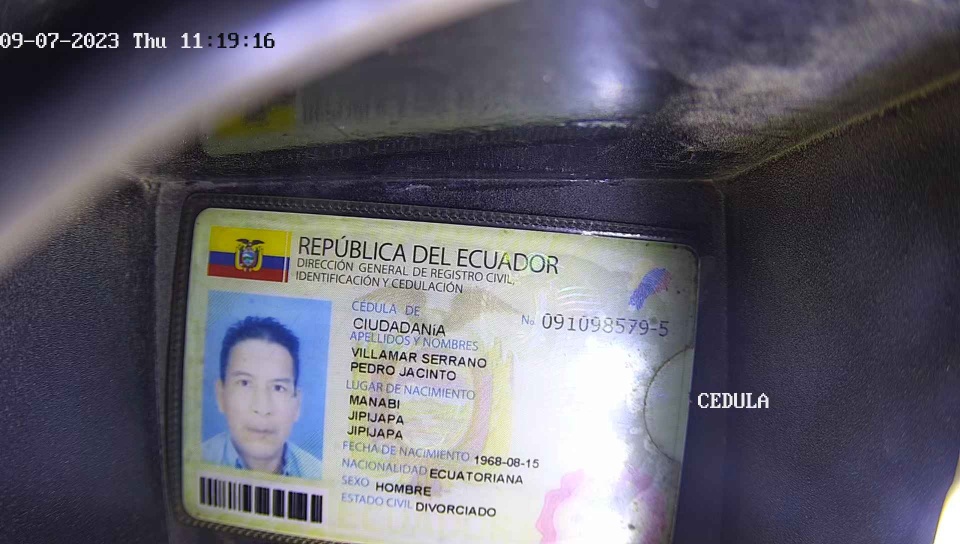 09-07-2023 Thu 11:19:16
REPÚBLICA DEL ECUADOR
DIRECCIÓN GENERAL DE REGISTRO CIVIL,
IDENTIFICACIÓN Y CEDULACIÓN
CÉDULA DE
CIUDADANÍA
No. 091098579-5
APELLIDOS Y NOMBRES
VILLAMAR SERRANO
PEDRO JACINTO
LUGAR DE NACIMIENTO
MANABI
JIPIJAPA
JIPIJAPA
FECHA DE NACIMIENTO 1968-08-15
NACIONALIDAD ECUATORIANA
SEXO HOMBRE
ESTADO CIVIL DIVORCIADO
CEDULA